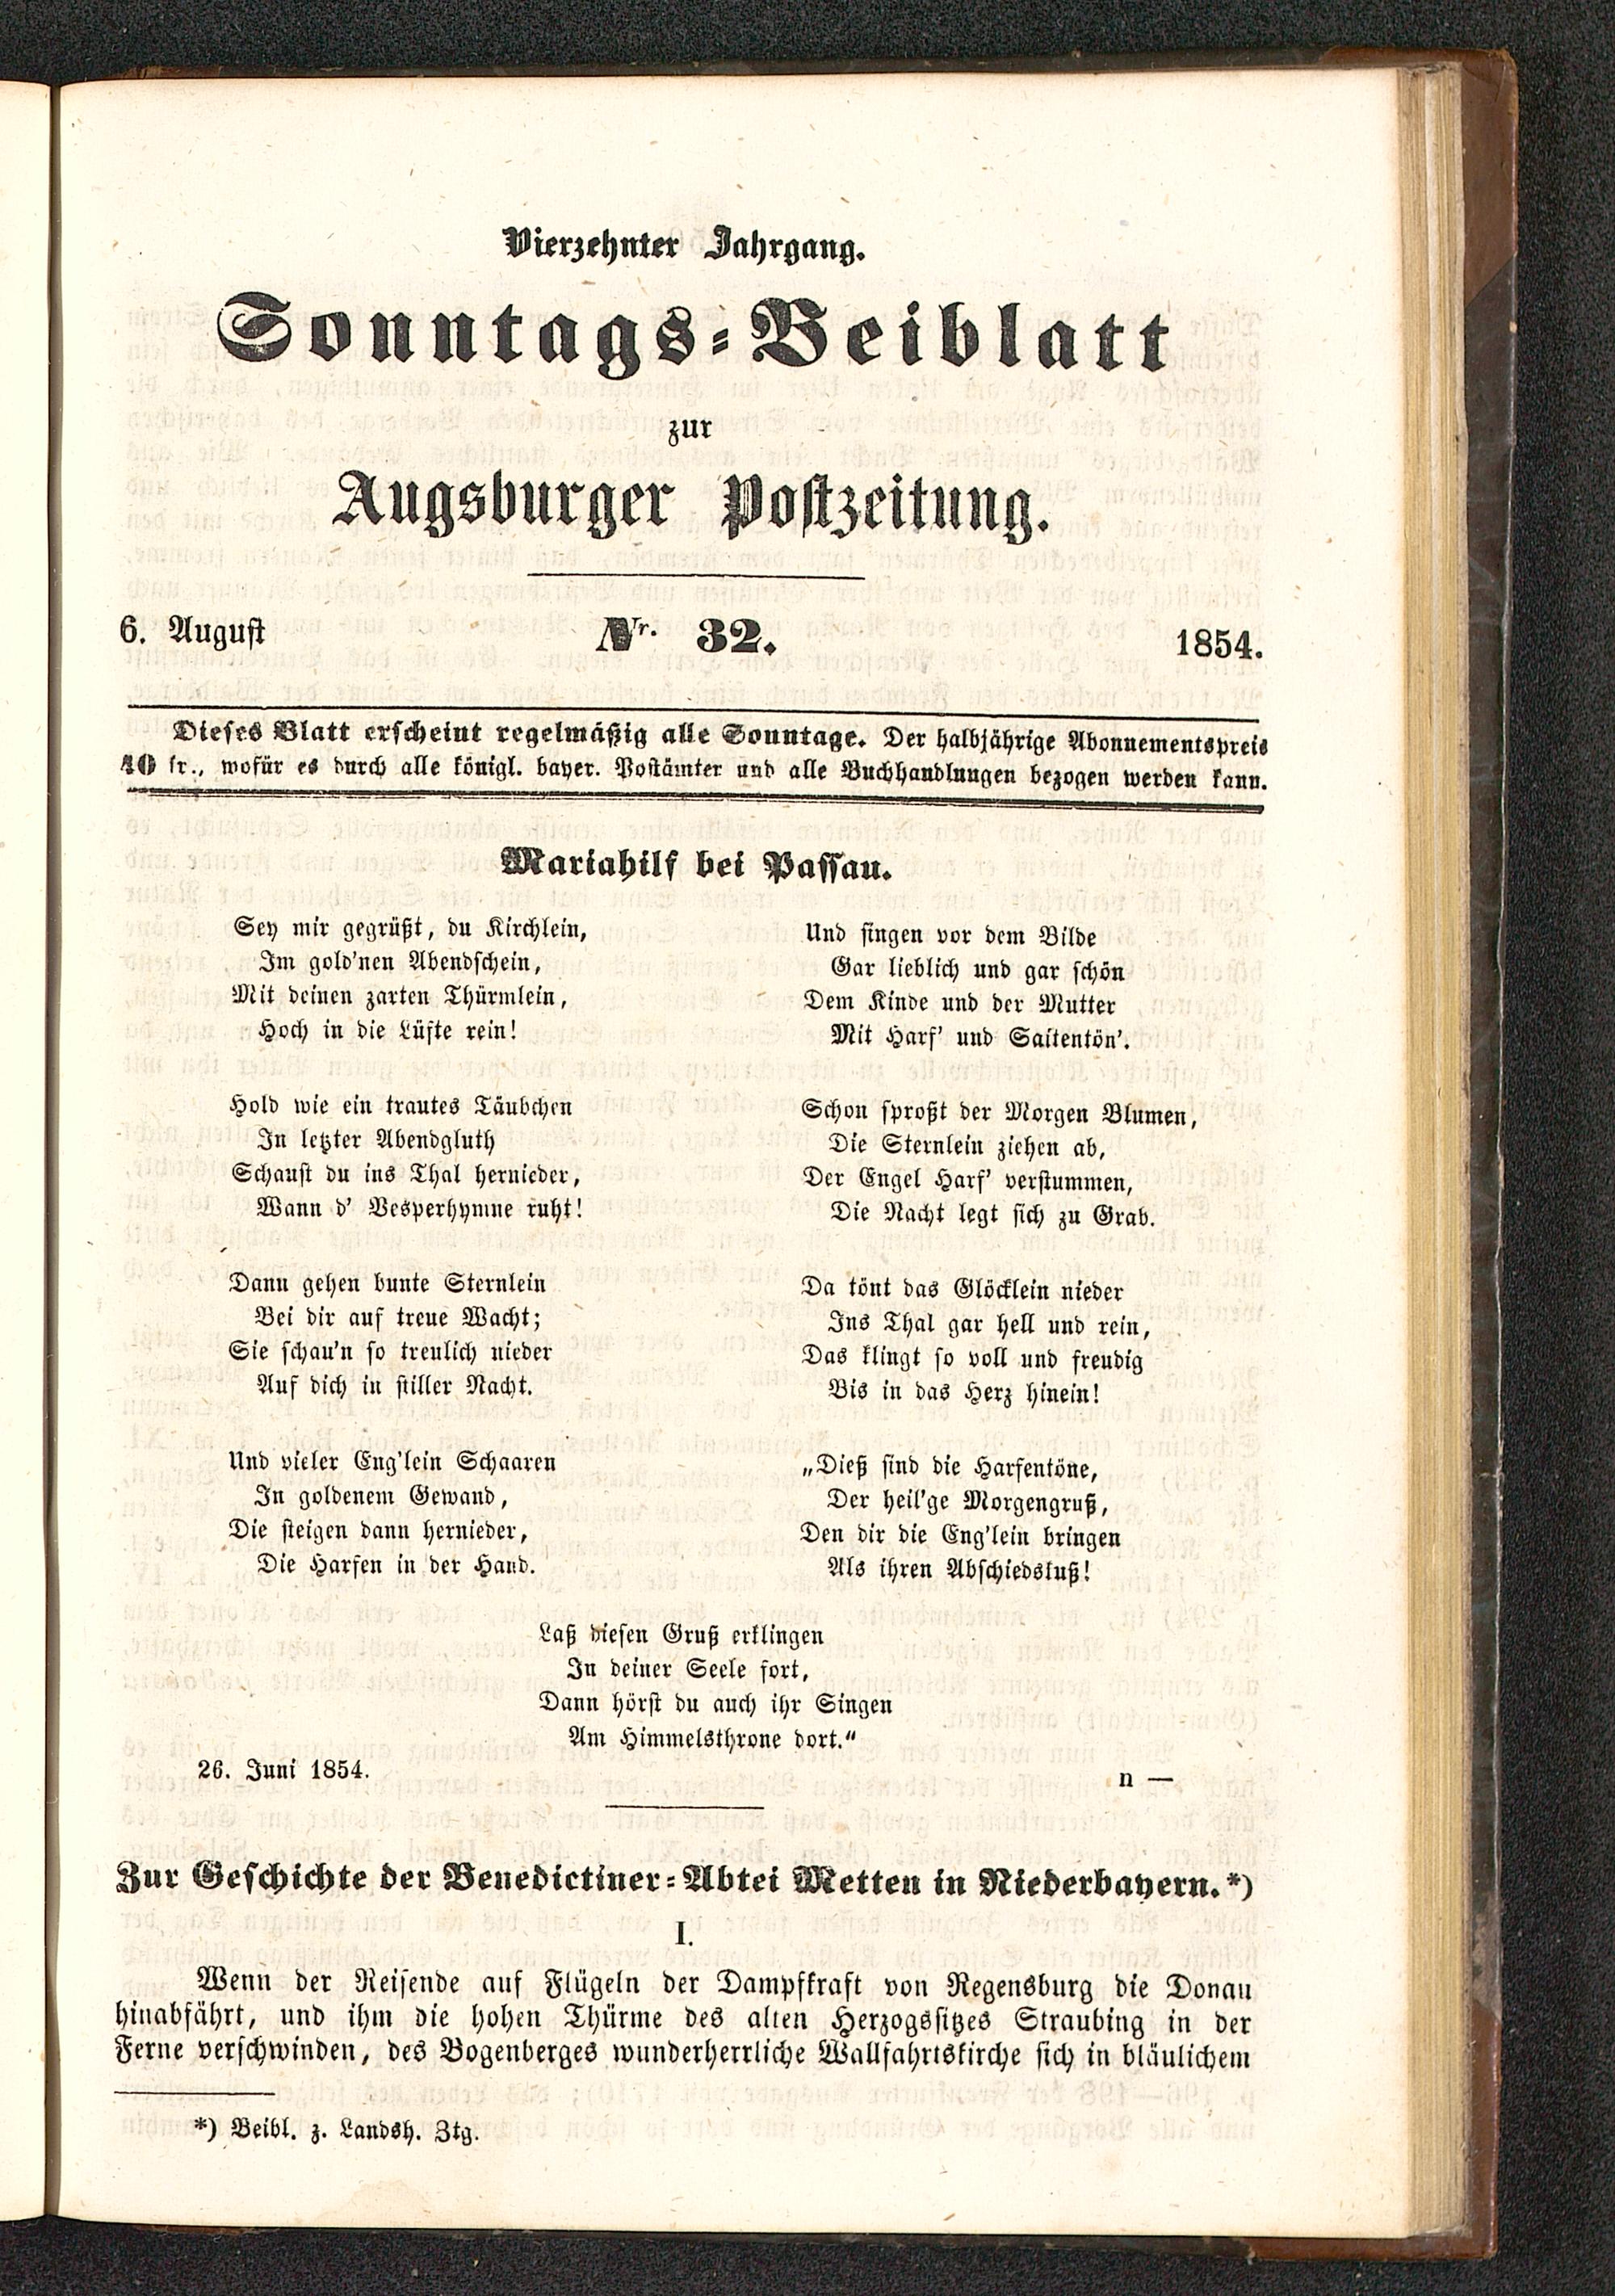 Vierzehnter Jahrgang.
Sonntags-Beiblatt
zur
Augsburger Postzeitung.
6. August
Nr. 32.
1854.
Dieses Blatt erscheint regelmäßig alle Sonntage. Der halbjährige Abonnementspreis
40 kr., wofür es durch alle königl. bayer. Postämter und alle Buchhandlungen bezogen werden kann.
Mariahilf bei Passau.
Sey mir gegrüßt, du Kirchlein,
Im gold'nen Abendschein,
Mit deinen zarten Thürmlein,
Hoch in die Lüfte rein!
Hold wie ein trautes Täubchen
In letzter Abendgluth
Schaust du ins Thal hernieder,
Wann d' Vesperhymne ruht!
Dann gehen bunte Sternlein
Bei dir auf treue Wacht;
Sie schau'n so treulich nieder
Auf dich in stiller Nacht.
Und vieler Eng'lein Schaaren
In goldenem Gewand,
Die steigen dann hernieder,
Die Harfen in der Hand.
Und singen vor dem Bilde
Gar lieblich und gar schön
Dem Kinde und der Mutter
Mit Harf' und Saitentön'.
Schon sproßt der Morgen Blumen,
Die Sternlein ziehen ab,
Der Engel Harf' verstummen,
Die Nacht legt sich zu Grab.
Da tönt das Glöcklein nieder
Ins Thal gar hell und rein,
Das klingt so voll und freudig
Bis in das Herz hinein!
„Dieß sind die Harfentöne,
Der heil'ge Morgengruß,
Den dir die Eng'lein bringen
Als ihren Abschiedskuß!
Laß diesen Gruß erklingen
In deiner Seele fort,
Dann hörst du auch ihr Singen
Am Himmelsthrone dort.“
26. Juni 1854.
n —
Zur Geschichte der Benedictiner-Abtei Metten in Niederbayern.*)
I.
Wenn der Reisende auf Flügeln der Dampfkraft von Regensburg die Donau
hinabfährt, und ihm die hohen Thürme des alten Herzogssitzes Straubing in der
Ferne verschwinden, des Bogenberges wunderherrliche Wallfahrtskirche sich in bläulichem
*) Beibl. z. Landsh. Ztg.